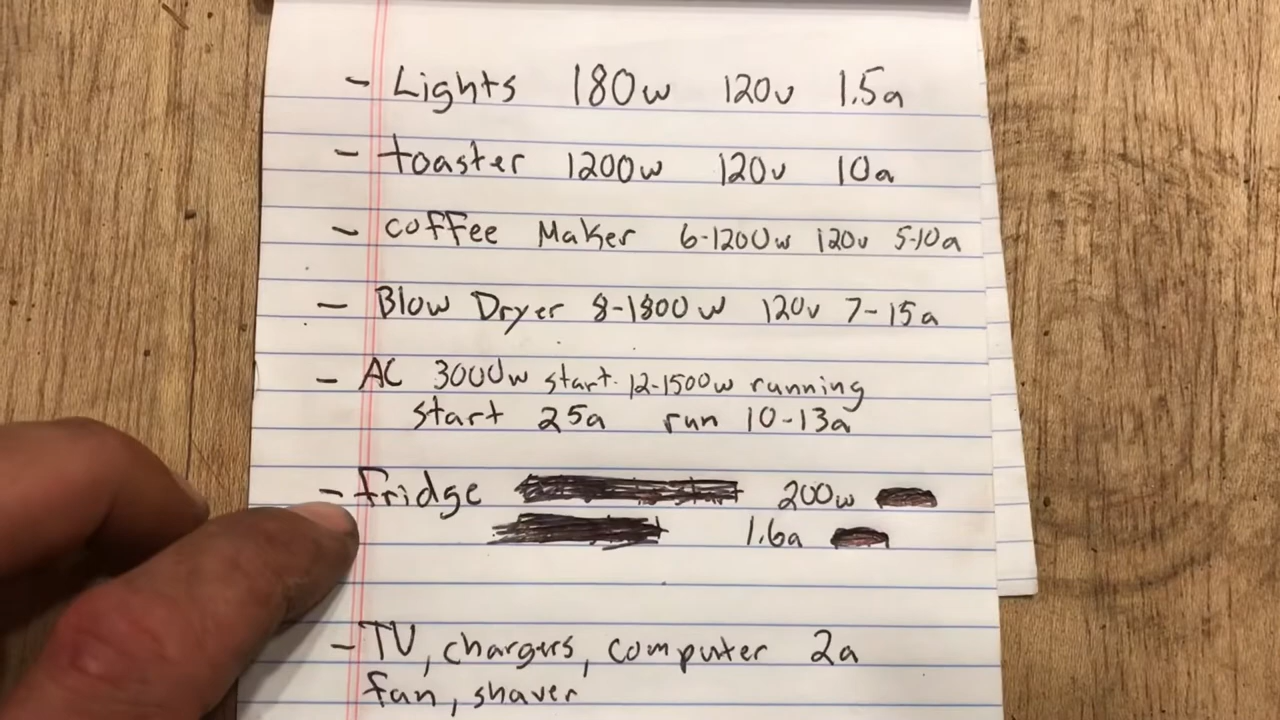 - Lights 180w 120v 1.5a
- toaster 1200w 120v 10a
- coffee Maker 6-1200w 120v 5-10a
- Blow Dryer 8-1800w 120v 7-15a
- AC 3000w start. 12-1500w running
start 25a run 10-13a
- fridge 200w
1.6a
- TV, chargers, computer 2a
fan, shaver